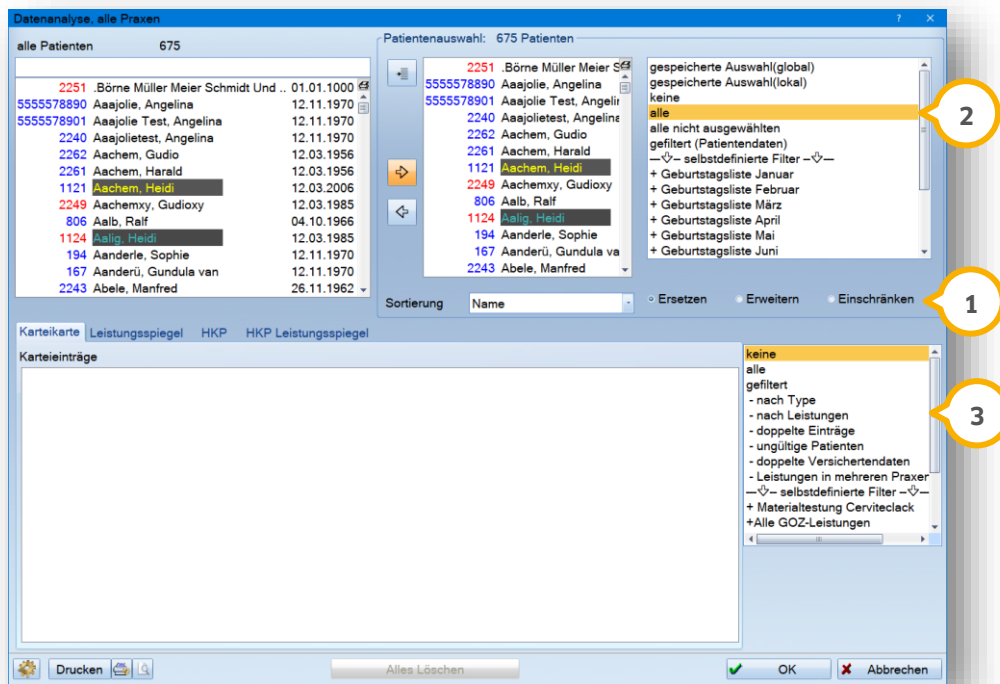 Datenanalyse, alle Praxen
alle Patienten 675
2251 .Börne Müller Meier Schmidt Und .. 01.01.1000
5555578890 Aaajolie, Angelina 12.11.1970
5555578901 Aaajolie Test, Angelina 12.11.1970
2240 Aaajolietest, Angelina 12.11.1970
2262 Aachem, Gudio 12.03.1956
2261 Aachem, Harald 12.03.1956
1121 Aachem, Heidi 12.03.2006
2249 Aachemxy, Gudioxy 12.03.1985
806 Aalb, Ralf 04.10.1966
1124 Aalig, Heidi 12.03.1985
194 Aanderle, Sophie 12.11.1970
167 Aanderü, Gundula van 12.11.1970
2243 Abele, Manfred 26.11.1962
Patientenauswahl: 675 Patienten
2251 .Börne Müller Meier S
5555578890 Aaajolie, Angelina
5555578901 Aaajolie Test, Angelir
2240 Aaajolietest, Angelina
2262 Aachem, Gudio
2261 Aachem, Harald
1121 Aachem, Heidi
2249 Aachemxy, Gudioxy
806 Aalb, Ralf
1124 Aalig, Heidi
194 Aanderle, Sophie
167 Aanderü, Gundula va
2243 Abele, Manfred
gespeicherte Auswahl(global)
gespeicherte Auswahl(lokal)
keine
alle
alle nicht ausgewählten
gefiltert (Patientendaten)
selbstdefinierte Filter
+ Geburtstagsliste Januar
+ Geburtstagsliste Februar
+ Geburtstagsliste März
+ Geburtstagsliste April
+ Geburtstagsliste Mai
+ Geburtstagsliste Juni
2
Sortierung Name
Ersetzen Erweitern Einschränken
1
Karteikarte Leistungsspiegel HKP HKP Leistungsspiegel
Karteieinträge
keine
alle
gefiltert
- nach Type
- nach Leistungen
- doppelte Einträge
- ungültige Patienten
- doppelte Versichertendaten
- Leistungen in mehreren Praxer
selbstdefinierte Filter
+ Materialtestung Cerviteclack
+Alle GOZ-Leistungen
3
Drucken Alles Löschen OK Abbrechen